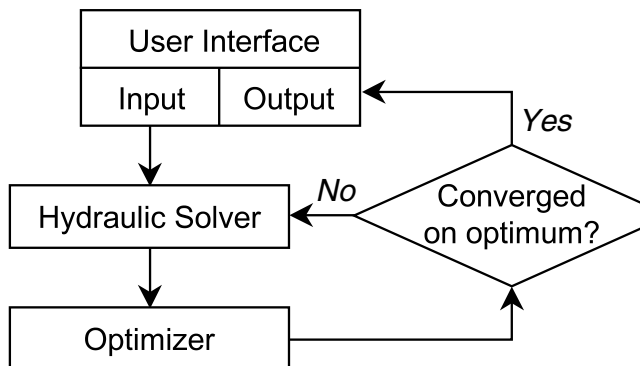 User Interface
Input
Output
Yes
No
Hydraulic Solver
Converged
on optimum?
Optimizer